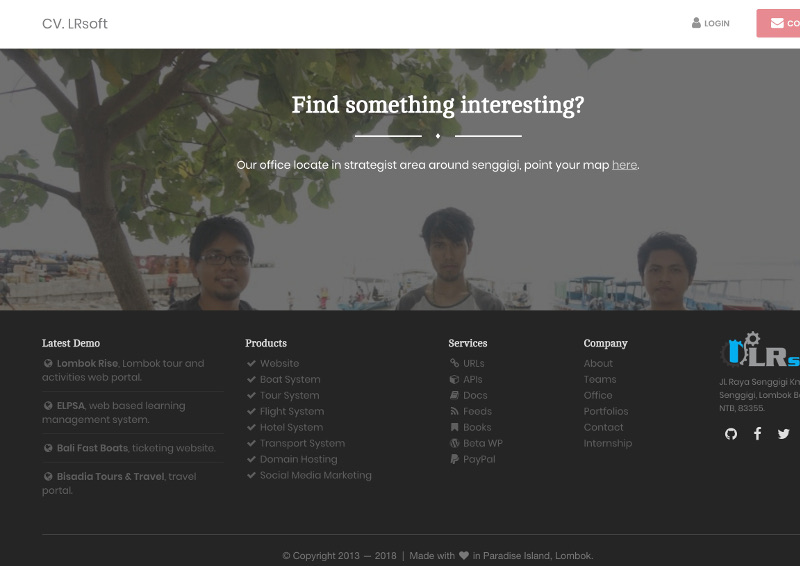 CV. LRsoft
LOGIN
Find something interesting?
Our office locate in strategist area around senggigi, point your map here.
Latest Demo
Lombok Rise, Lombok tour and
activities web portal.
ELPSA, web based learning
management system.
Bali Fast Boats, ticketing website.
Bisadia Tours & Travel, travel
portal.
Products
Website
Boat System
Tour System
Flight System
Hotel System
Transport System
Domain Hosting
Social Media Marketing
Services
URLs
APIs
Docs
Feeds
Books
Beta WP
PayPal
Company
About
Teams
Office
Portfolios
Contact
Internship
LRs
Jl. Raya Senggigi
Senggigi, Lombok
NTB, 83355.
© Copyright 2013 — 2018 | Made with ❤ in Paradise Island, Lombok.